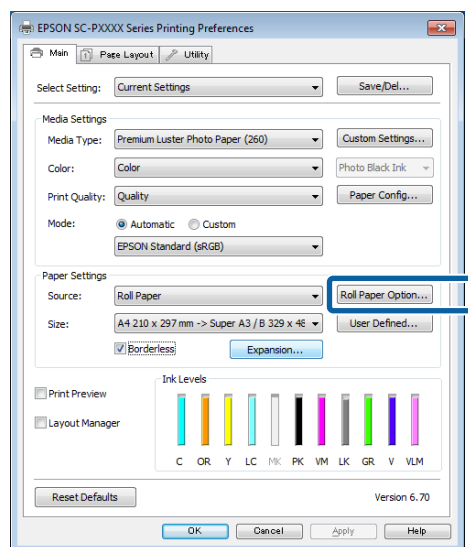 EPSON SC-PXXXX Series Printing Preferences
Main Page Layout Utility
Select Setting: Current Settings Save/Del...
Media Settings
Media Type: Premium Luster Photo Paper (260) Custom Settings...
Color: Color Photo Black Ink
Print Quality: Quality Paper Config...
Mode: Automatic Custom
EPSON Standard (sRGB)
Paper Settings
Source: Roll Paper Roll Paper Option...
Size: A4 210 x 297 mm -> Super A3 / B 329 x 48 User Defined...
Borderless Expansion...
Ink Levels
Print Preview
Layout Manager
C OR Y LC MK PK VM LK GR V VLM
Reset Defaults Version 6.70
OK Cancel Apply Help